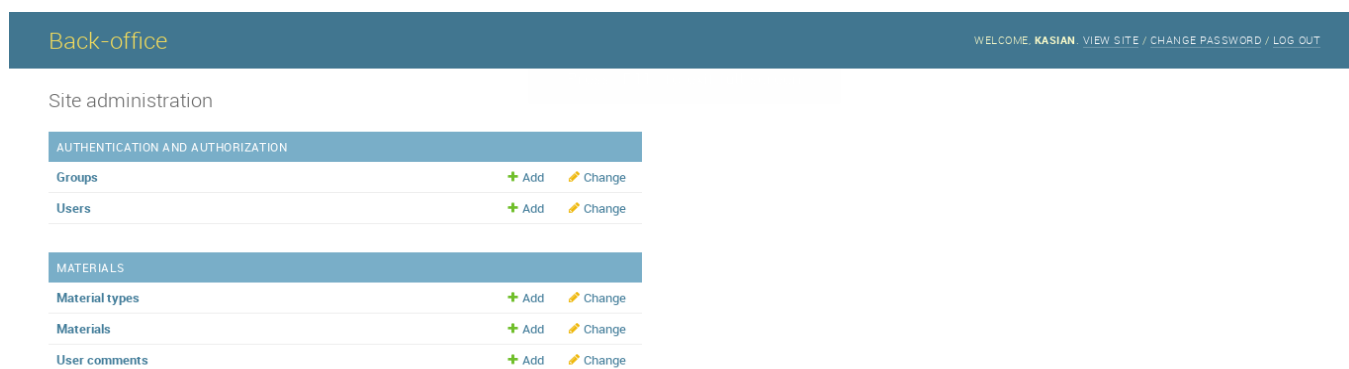 Back-office
WELCOME, KASIAN. VIEW SITE / CHANGE PASSWORD / LOG OUT
Site administration
AUTHENTICATION AND AUTHORIZATION
Groups Add Change
Users Add Change
MATERIALS
Material types Add Change
Materials Add Change
User comments Add Change